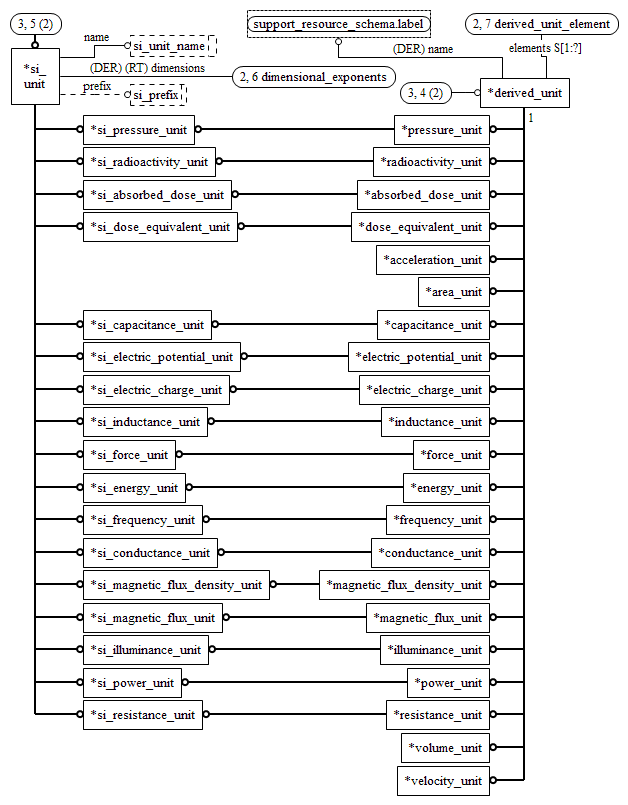 3, 5 (2)
support_resource_schema.label
2, 7 derived_unit_element
name
si_unit_name
(DER) name
elements S[1:?]
*si_
unit
(DER) (RT) dimensions
2, 6 dimensional_exponents
prefix
si_prefix
3, 4 (2)
*derived_unit
1
*si_pressure_unit
*pressure_unit
*si_radioactivity_unit
*radioactivity_unit
*si_absorbed_dose_unit
*absorbed_dose_unit
*si_dose_equivalent_unit
*dose_equivalent_unit
*acceleration_unit
*area_unit
*si_capacitance_unit
*capacitance_unit
*si_electric_potential_unit
*electric_potential_unit
*si_electric_charge_unit
*electric_charge_unit
*si_inductance_unit
*inductance_unit
*si_force_unit
*force_unit
*si_energy_unit
*energy_unit
*si_frequency_unit
*frequency_unit
*si_conductance_unit
*conductance_unit
*si_magnetic_flux_density_unit
*magnetic_flux_density_unit
*si_magnetic_flux_unit
*magnetic_flux_unit
*si_illuminance_unit
*illuminance_unit
*si_power_unit
*power_unit
*si_resistance_unit
*resistance_unit
*volume_unit
*velocity_unit